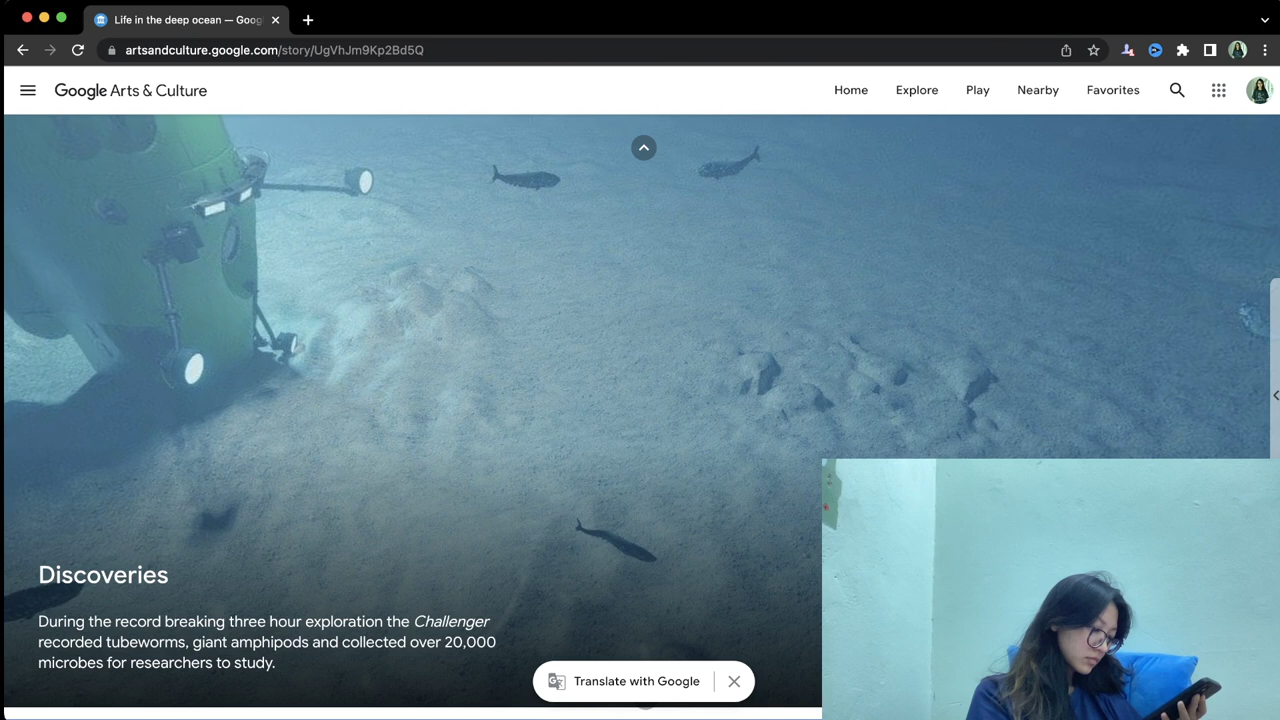 Life in the deep ocean — Goog
artsandculture.google.com/story/UgVhJm9Kp2Bd5Q
Google Arts & Culture
Home
Explore
Play
Nearby
Favorites
Discoveries
During the record breaking three hour exploration the Challenger
recorded tubeworms, giant amphipods and collected over 20,000
microbes for researchers to study.
Translate with Google